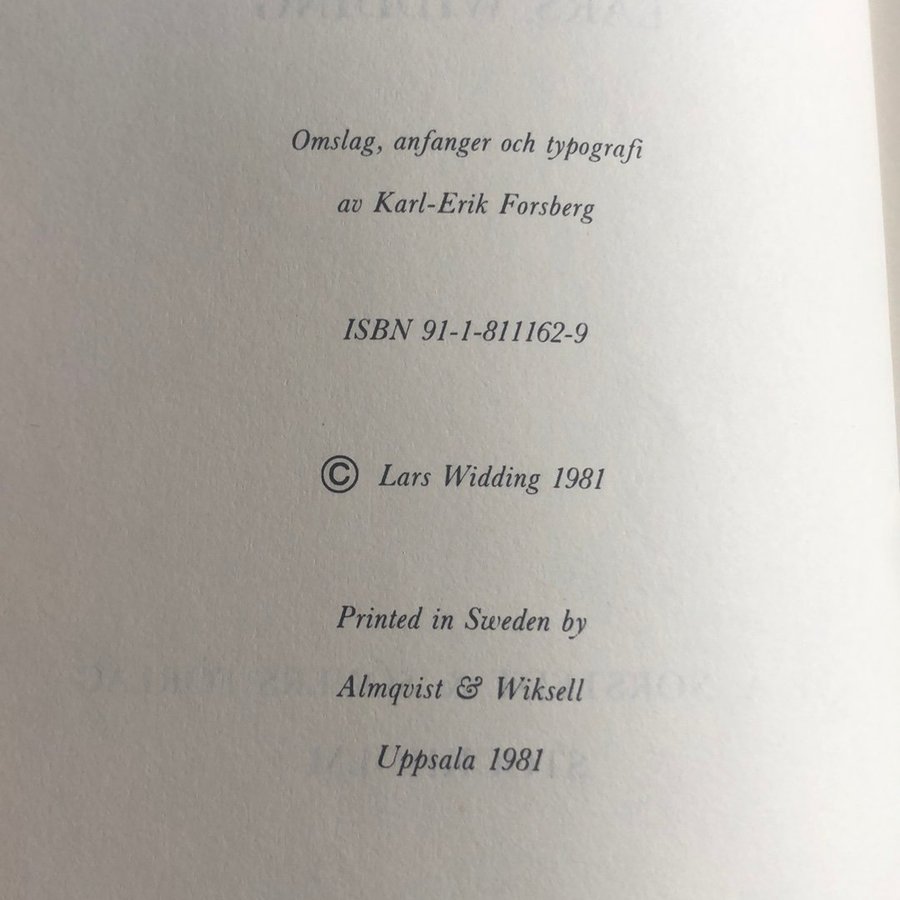 Omslag, anfanger och typografi
av Karl-Erik Forsberg
ISBN 91-1-811162-9
© Lars Widding 1981
Printed in Sweden by
Almqvist & Wiksell
Uppsala 1981